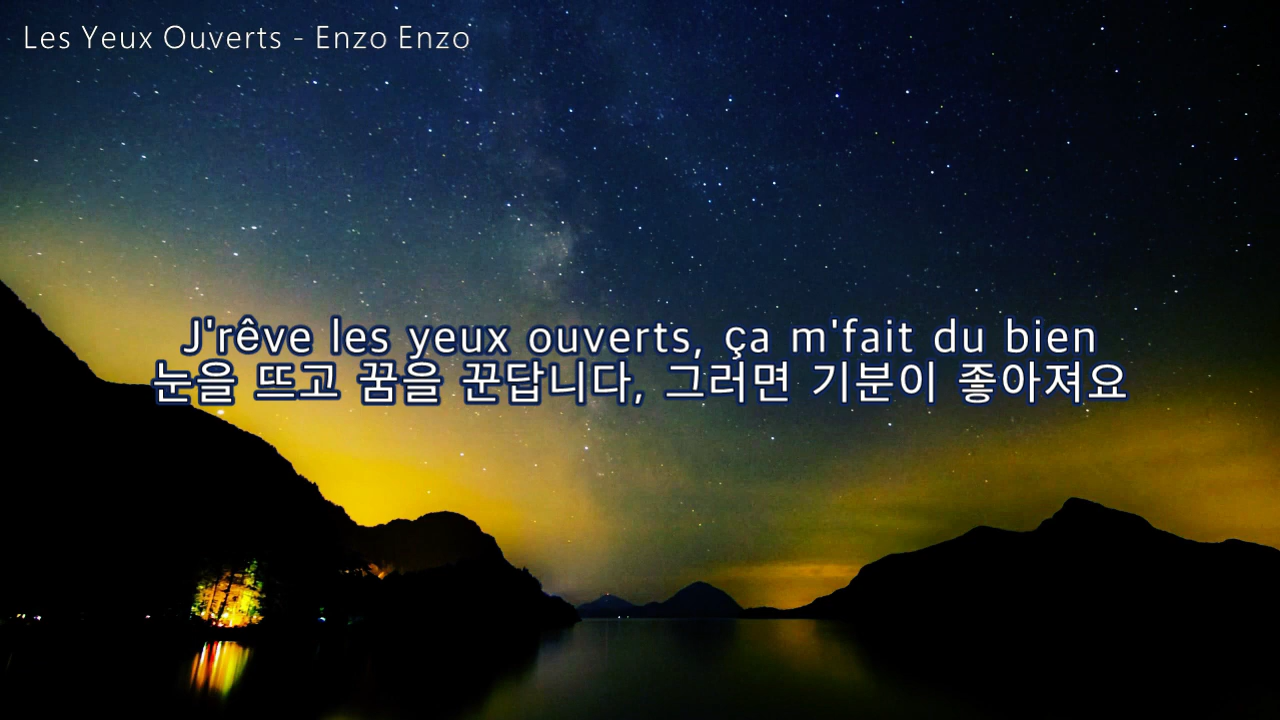 Les Yeux Ouverts - Enzo Enzo
J'rêve les yeux ouverts, ça m'fait du bien
눈을 뜨고 꿈을 꾼답니다, 그러면 기분이 좋아져요